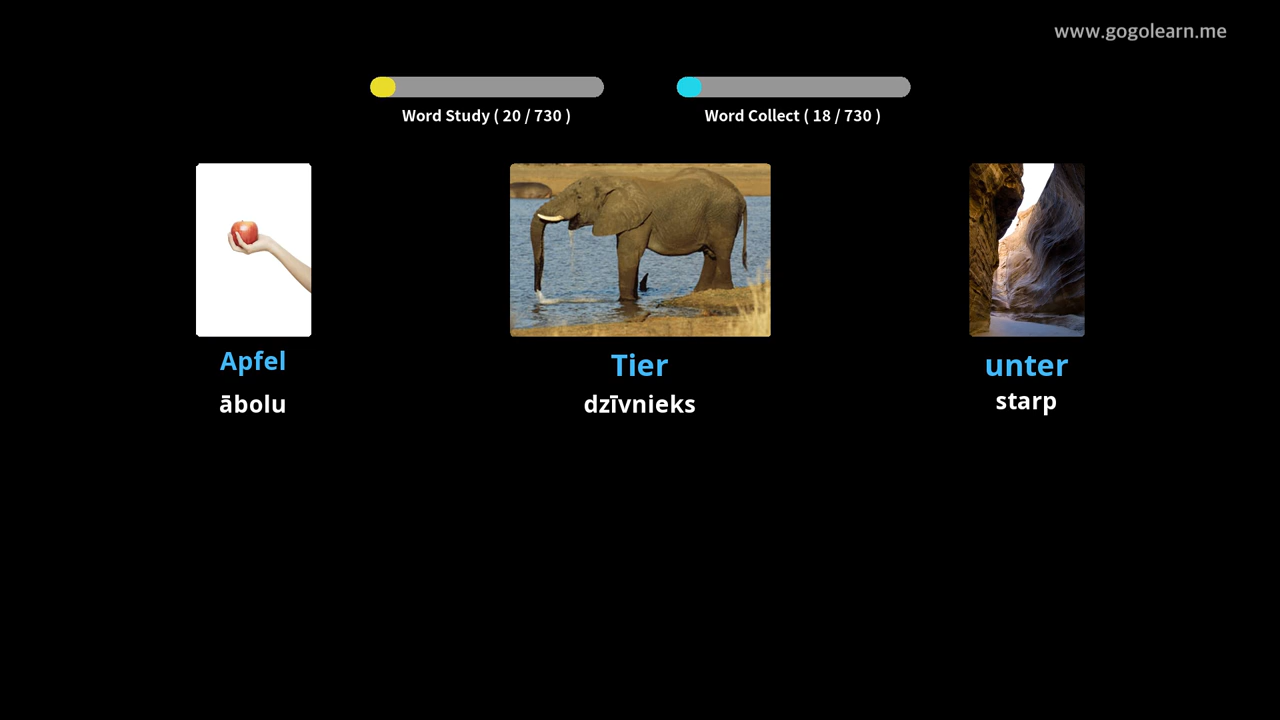 www.gogolearn.me
Word Study ( 20 / 730 )
Word Collect ( 18 / 730 )
Apfel
Tier
unter
ābolu
dzīvnieks
starp